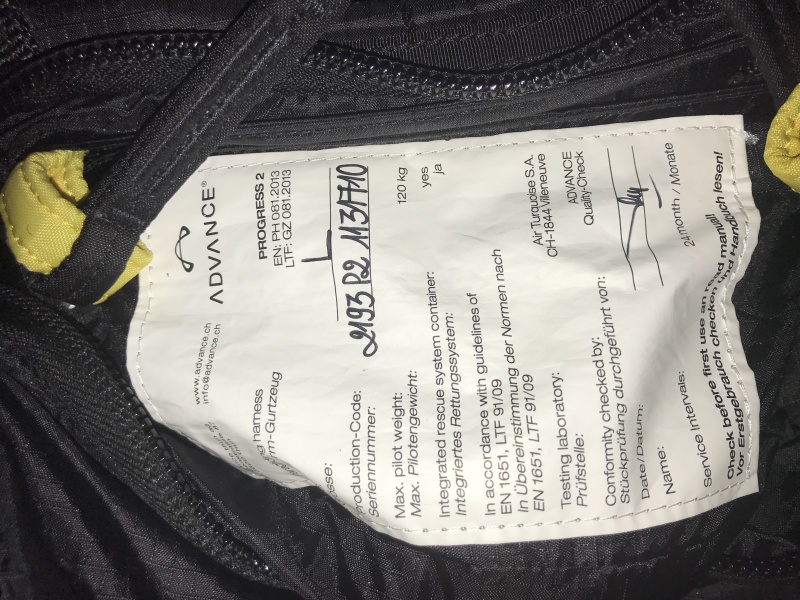 www.advance.ch
info@advance.ch
ADVANCE®
PROGRESS 2
EN: PH 081.2013
LTF: GZ 081.2013
L
Production-Code:
Seriennummer:
2193 P2 113A710
Max. pilot weight: 120 kg
Max. Pilotengewicht:
Integrated rescue system container: yes
Integriertes Rettungssystem: ja
In accordance with guidelines of
EN 1651, LTF 91/09
In Übereinstimmung der Normen nach
EN 1651, LTF 91/09
Testing laboratory: Air Turquoise S.A.
Prüfstelle: CH-1844 Villeneuve
Conformity checked by: ADVANCE
Stückprüfung durchgeführt von: Quality-Check
Date/Datum:
Name:
Service intervals: 24month / Monate
Check before first use and read manual!
Vor Erstgebrauch checken und Handbuch lesen!